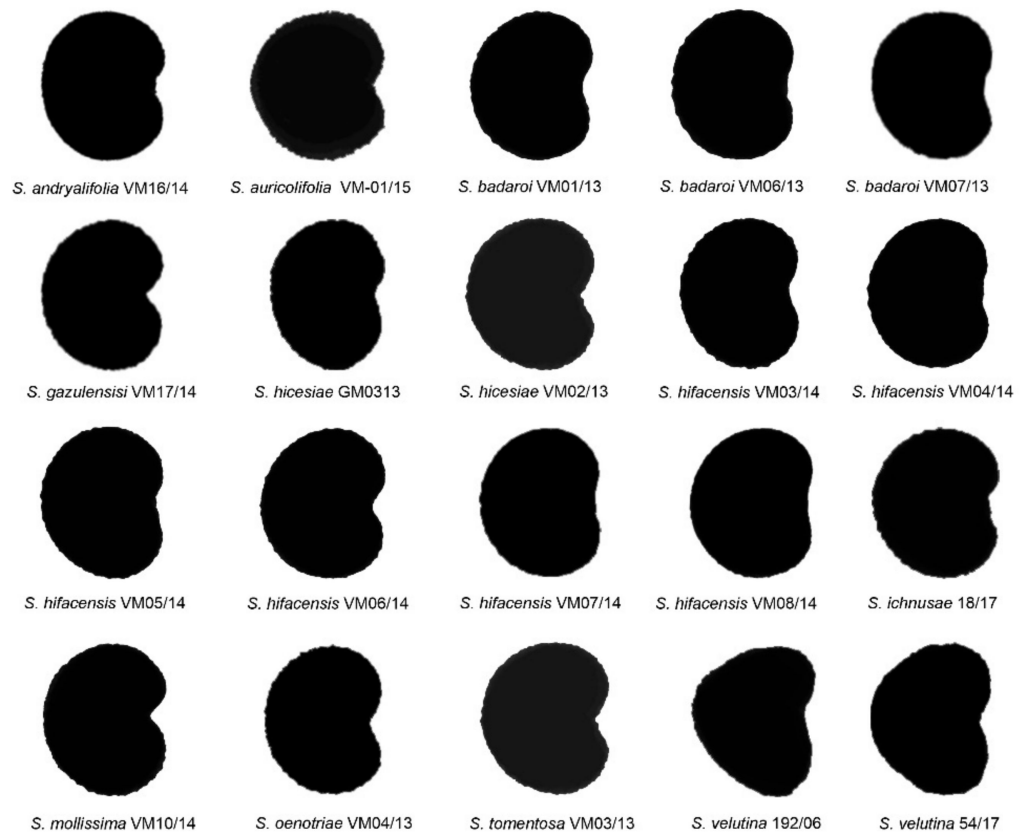 S. andryalifolia VM16/14
S. auricolifolia VM-01/15
S. badaroi VM01/13
S. badaroi VM06/13
S. badaroi VM07/13
S. gazulensisi VM17/14
S. hicesiae GM0313
S. hicesiae VM02/13
S. hifacensis VM03/14
S. hifacensis VM04/14
S. hifacensis VM05/14
S. hifacensis VM06/14
S. hifacensis VM07/14
S. hifacensis VM08/14
S. ichnusae 18/17
S. mollissima VM10/14
S. oenotriae VM04/13
S. tomentosa VM03/13
S. velutina 192/06
S. velutina 54/17